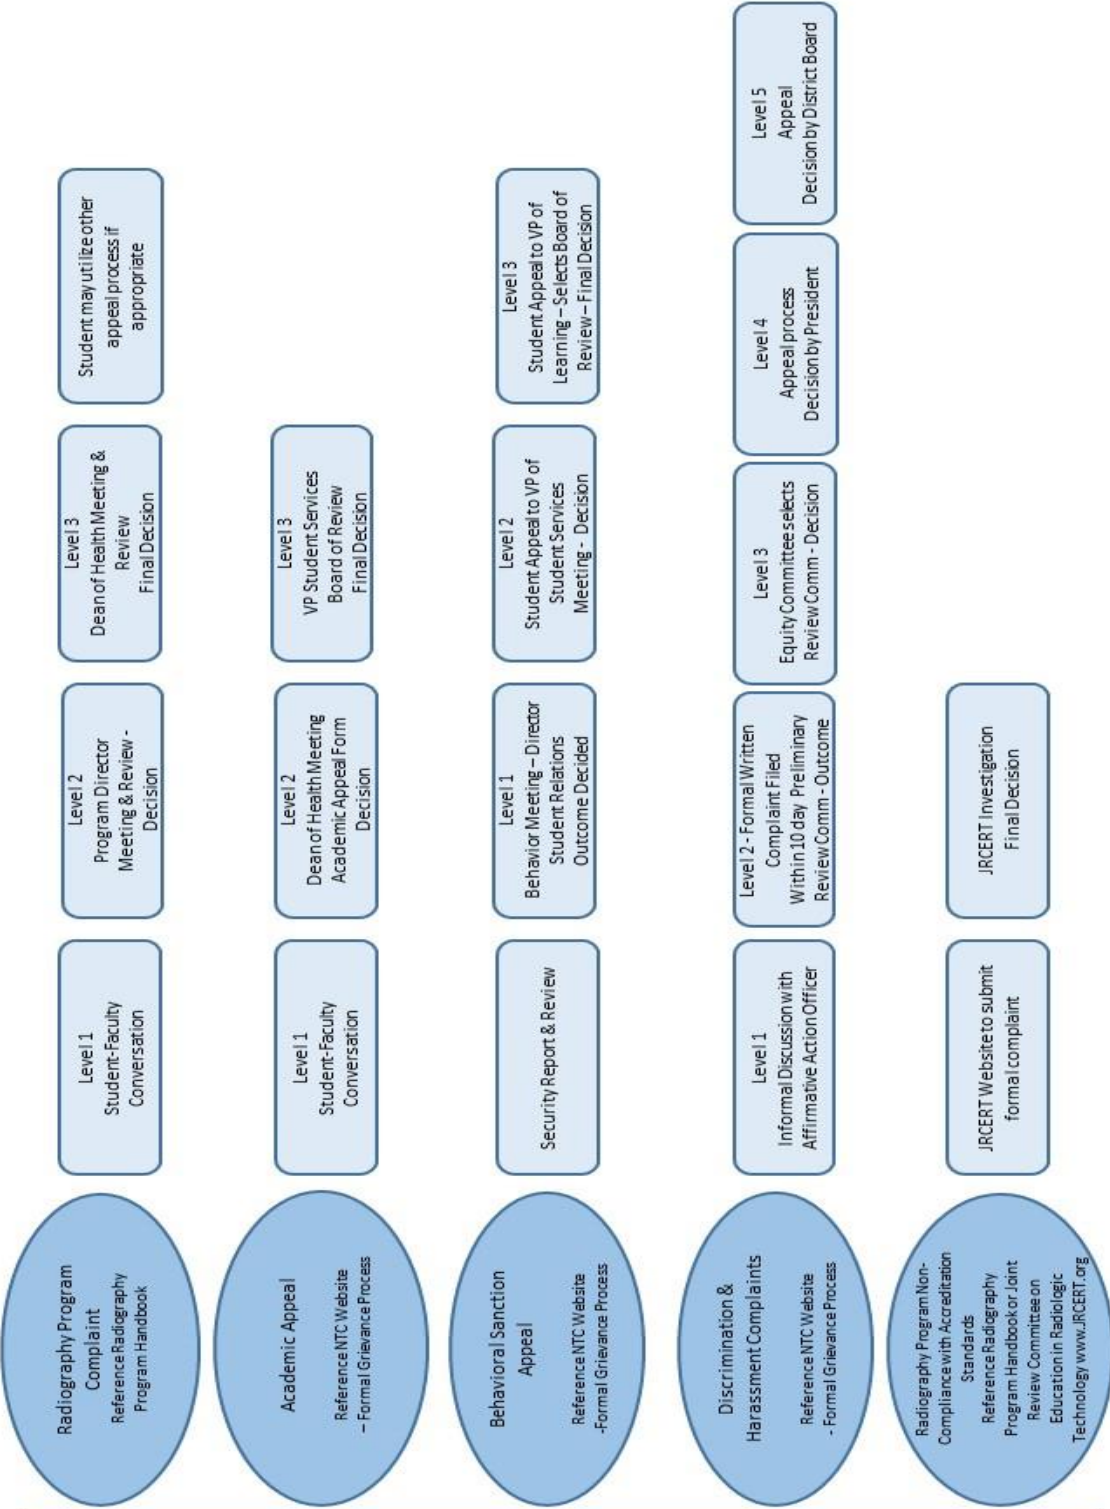 Radiography Program
Complaint
Reference Radiography
Program Handbook
Level 1
Student-Faculty
Conversation
Level 2
Program Director
Meeting & Review -
Decision
Level 3
Dean of Health Meeting &
Review
Final Decision
Student may utilize other
appeal process if
appropriate
Academic Appeal
Reference NTC Website
– Formal Grievance Process
Level 1
Student-Faculty
Conversation
Level 2
Dean of Health Meeting
Academic Appeal Form
Decision
Level 3
VP Student Services
Board of Review
Final Decision
Behavioral Sanction
Appeal
Reference NTC Website
-Formal Grievance Process
Security Report & Review
Level 1
Behavior Meeting – Director
Student Relations
Outcome Decided
Level 2
Student Appeal to VP of
Student Services
Meeting - Decision
Level 3
Student Appeal to VP of
Learning – Selects Board of
Review – Final Decision
Discrimination &
Harassment Complaints
Reference NTC Website
- Formal Grievance Process
Level 1
Informal Discussion with
Affirmative Action Officer
Level 2 - Formal Written
Complaint Filed
Within 10 day Preliminary
Review Comm - Outcome
Level 3
Equity Committee selects
Review Comm - Decision
Level 4
Appeal process
Decision by President
Level 5
Appeal
Decision by District Board
Radiography Program Non-
Compliance with Accreditation
Standards
Reference Radiography
Program Handbook or Joint
Review Committee on
Education in Radiologic
Technology www.JRCERT.org
JRCERT Website to submit
formal complaint
JRCERT Investigation
Final Decision